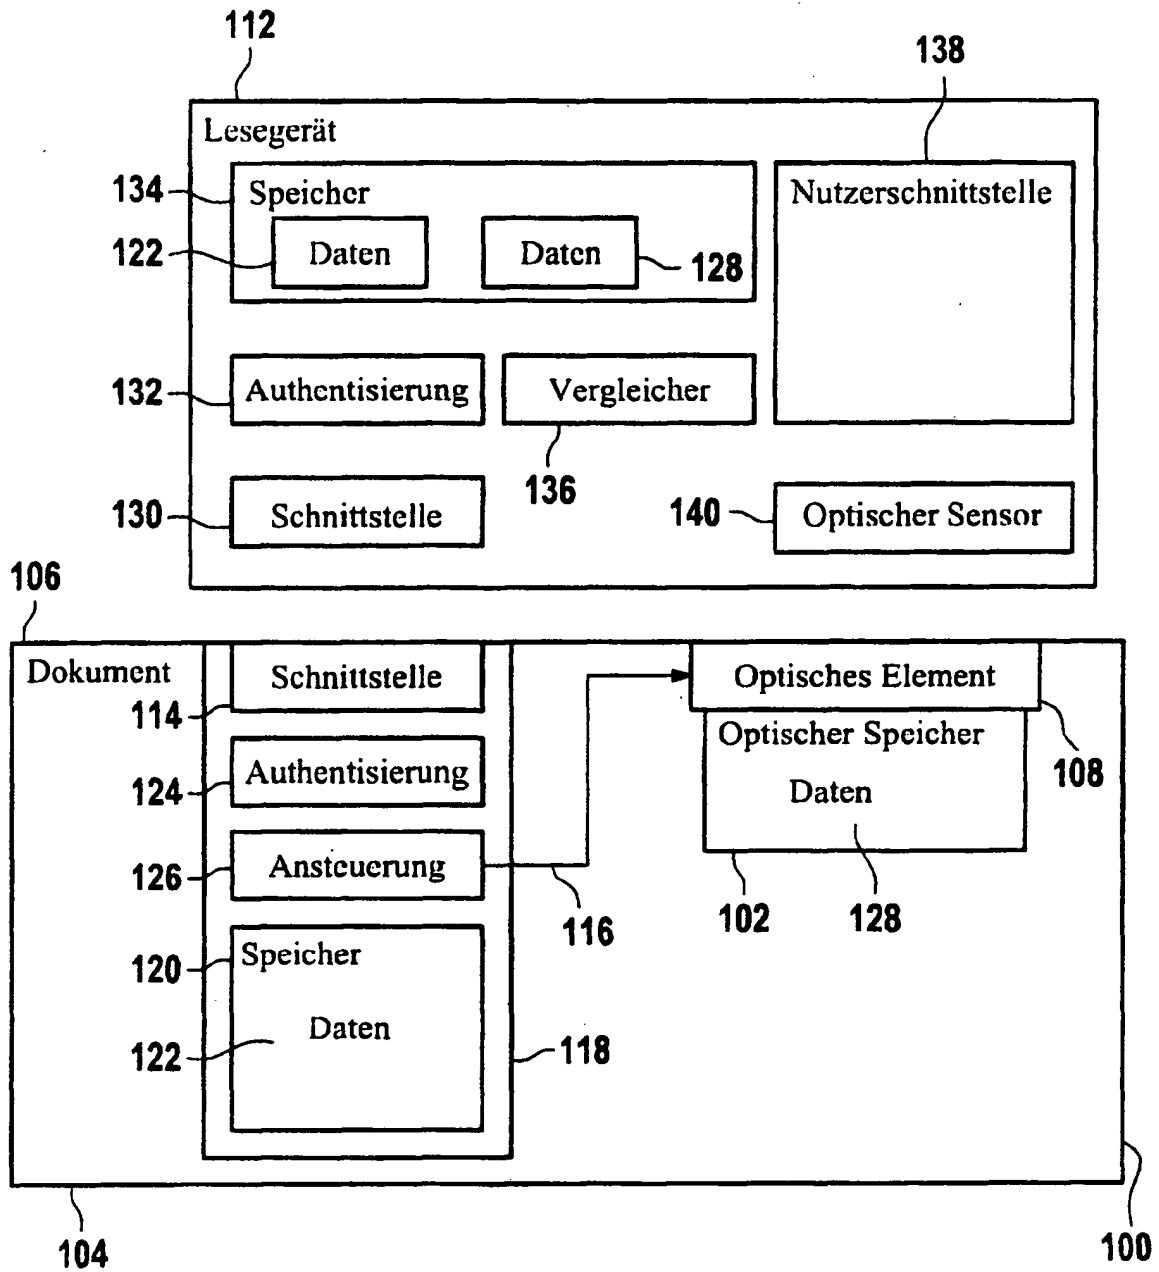 112
138
Lesegerät
134
Speicher
Nutzerschnittstelle
122
Daten
Daten
128
132
Authentisierung
Vergleicher
136
130
Schnittstelle
140
Optischer Sensor
106
Dokument
Schnittstelle
Optisches Element
114
Optischer Speicher
108
124
Authentisierung
Daten
126
Ansteuerung
116
102
128
120
Speicher
Daten
122
118
104
100